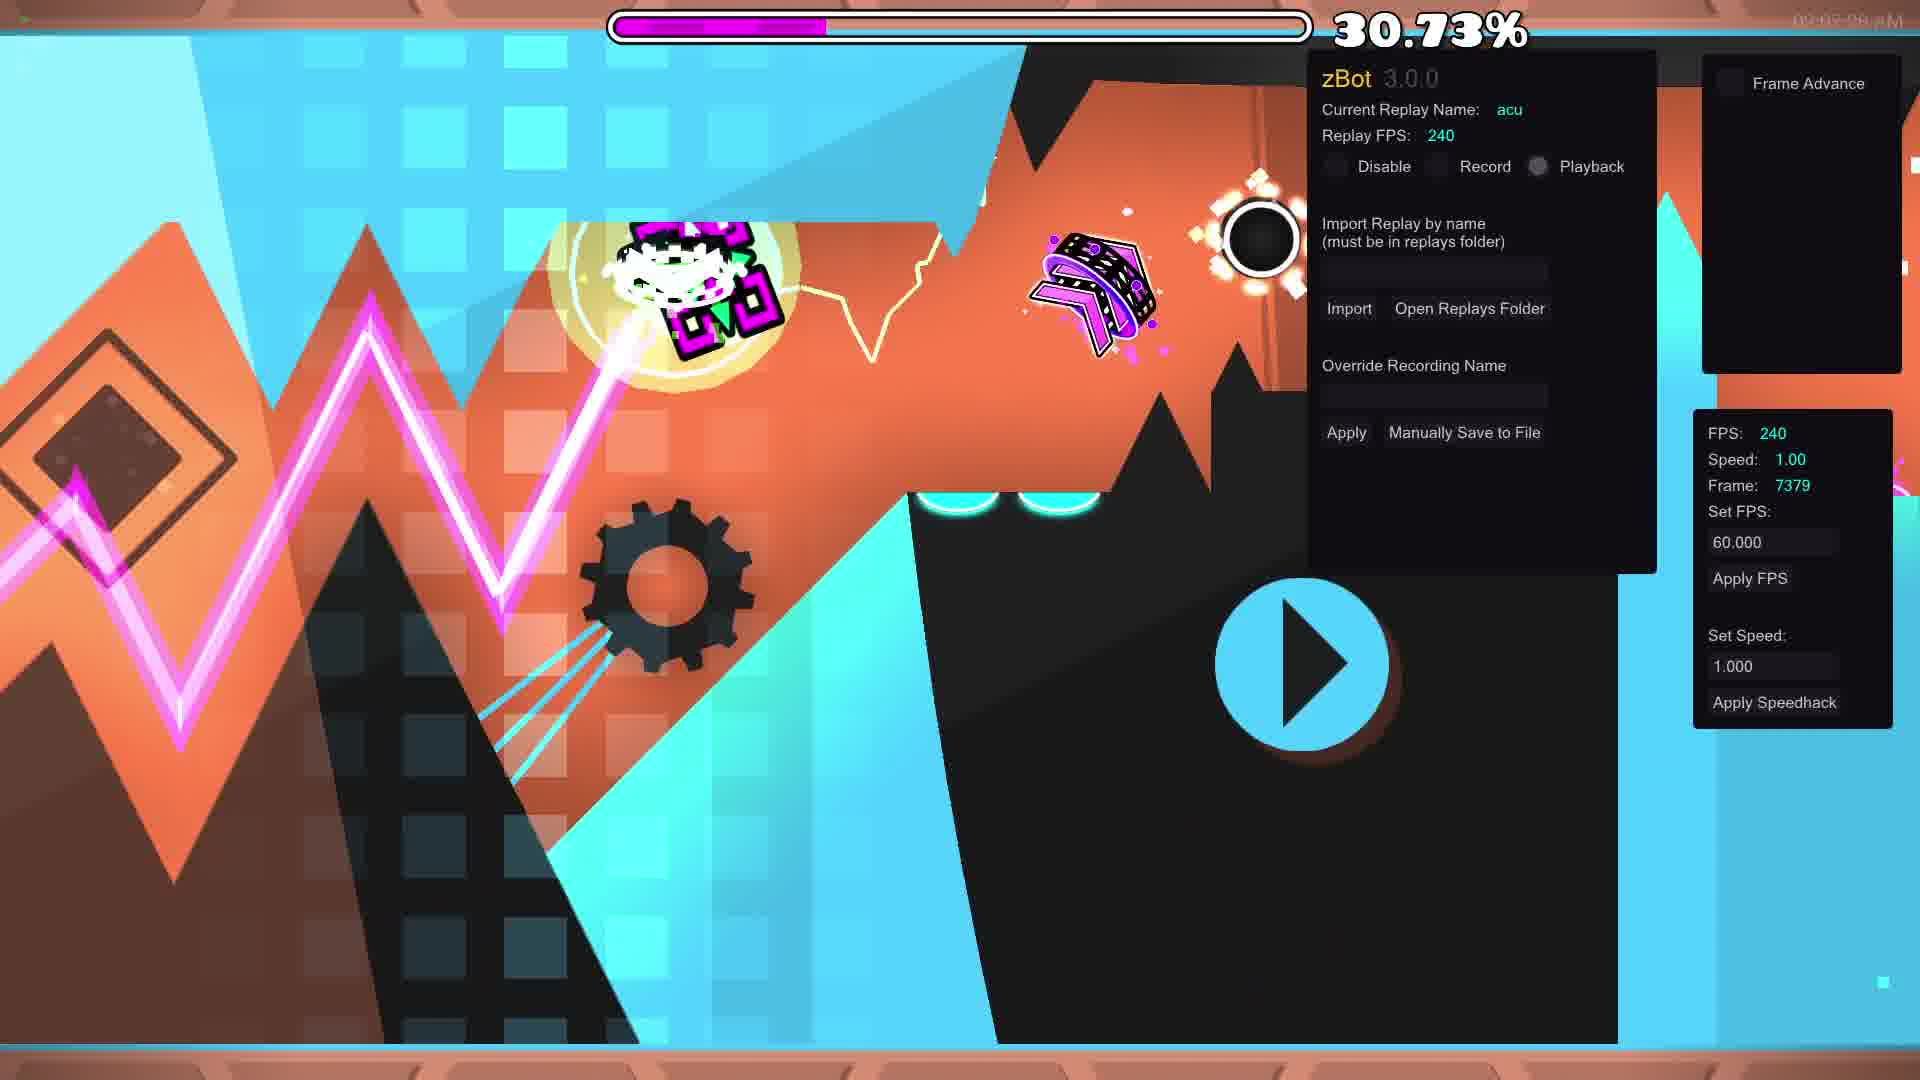 30.73%
zBot 3.0.0
Current Replay Name: acu
Replay FPS: 240
Disable Record Playback
Import Replay by name
(must be in replays folder)
Import Open Replays Folder
Override Recording Name
Apply Manually Save to File
Frame Advance
FPS: 240
Speed: 1.00
Frame: 7379
Set FPS:
60.000
Apply FPS
Set Speed:
1.000
Apply Speedhack